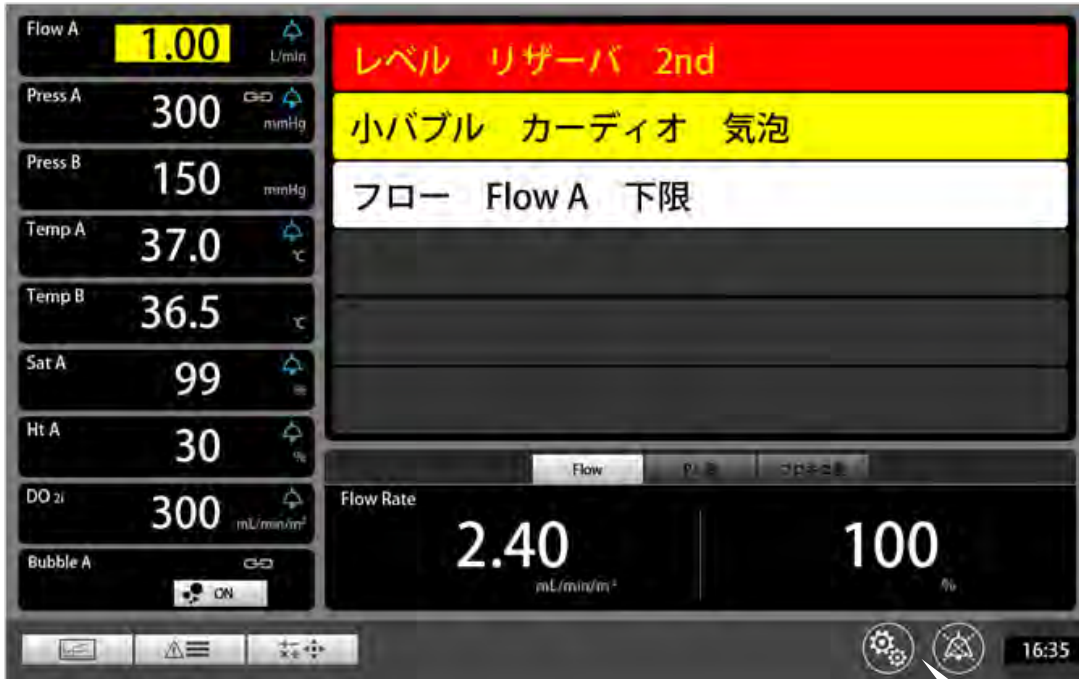 Flow A
1.00
L/min
Press A
300
mmHg
Press B
150
mmHg
Temp A
37.0
℃
Temp B
36.5
℃
Sat A
99
%
Ht A
30
%
DO 2i
300
mL/min/m²
Bubble A
ON
レベル リザーバ 2nd
小バブル カーディオ 気泡
フロー Flow A 下限
Flow
Flow Rate
2.40
mL/min/m²
100
%
16:35